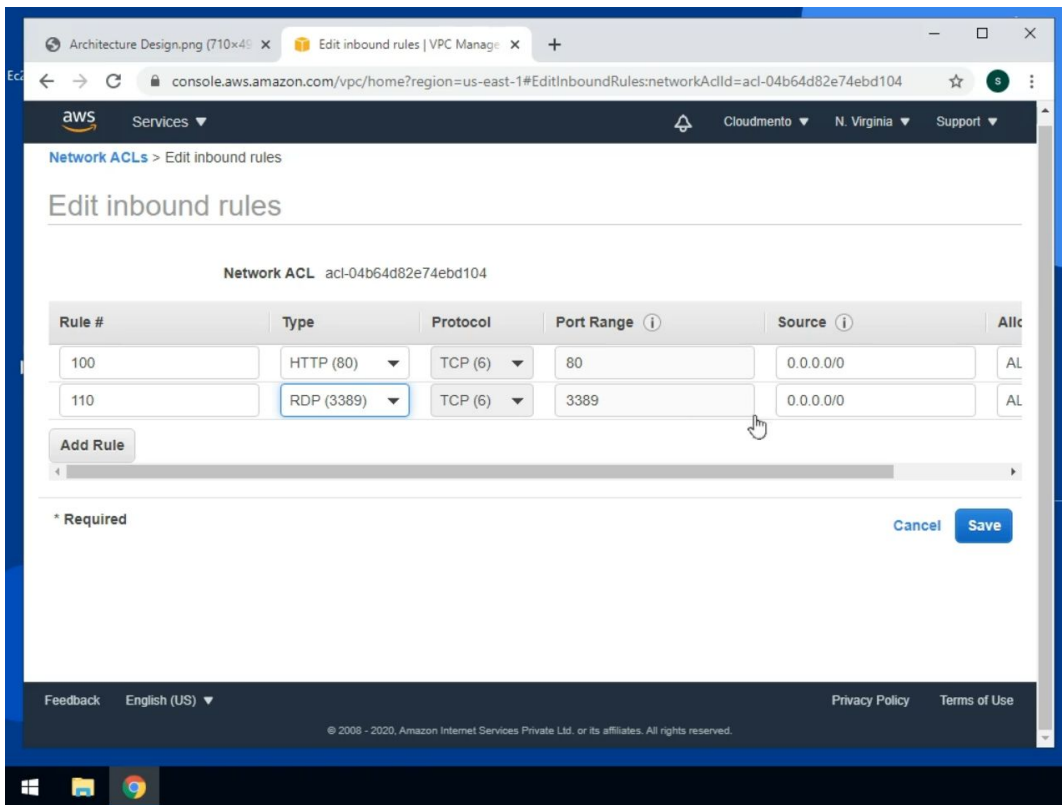 Architecture Design.png (710×49
Edit inbound rules | VPC Manage
Ec2
console.aws.amazon.com/vpc/home?region=us-east-1#EditInboundRules:networkAclId=acl-04b64d82e74ebd104
S
aws Services Cloudmento N. Virginia Support
Network ACLs > Edit inbound rules
Edit inbound rules
Network ACL acl-04b64d82e74ebd104
Rule # Type Protocol Port Range i Source i Allo
100 HTTP (80) TCP (6) 80 0.0.0.0/0 AL
110 RDP (3389) TCP (6) 3389 0.0.0.0/0 AL
Add Rule
* Required
Cancel Save
Feedback English (US) Privacy Policy Terms of Use
© 2008 - 2020, Amazon Internet Services Private Ltd. or its affiliates. All rights reserved.